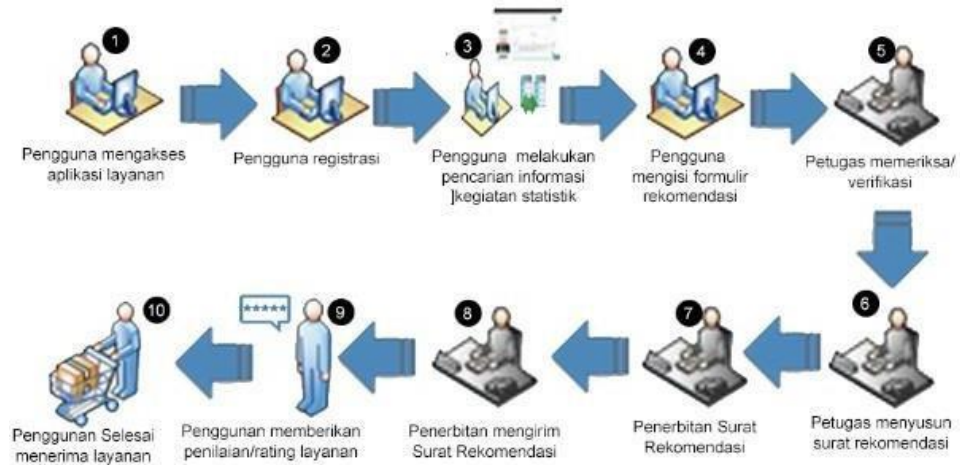 1
Pengguna mengakses
aplikasi layanan
2
Pengguna registrasi
3
Pengguna melakukan
pencarian informasi
]kegiatan statistik
4
Pengguna
mengisi formulir
rekomendasi
5
Petugas memeriksa/
verifikasi
6
Petugas menyusun
surat rekomendasi
7
Penerbitan Surat
Rekomendasi
8
Penerbitan mengirim
Surat Rekomendasi
9
*****
Penggunan memberikan
penilaian/rating layanan
10
Penggunan Selesai
menerima layanan